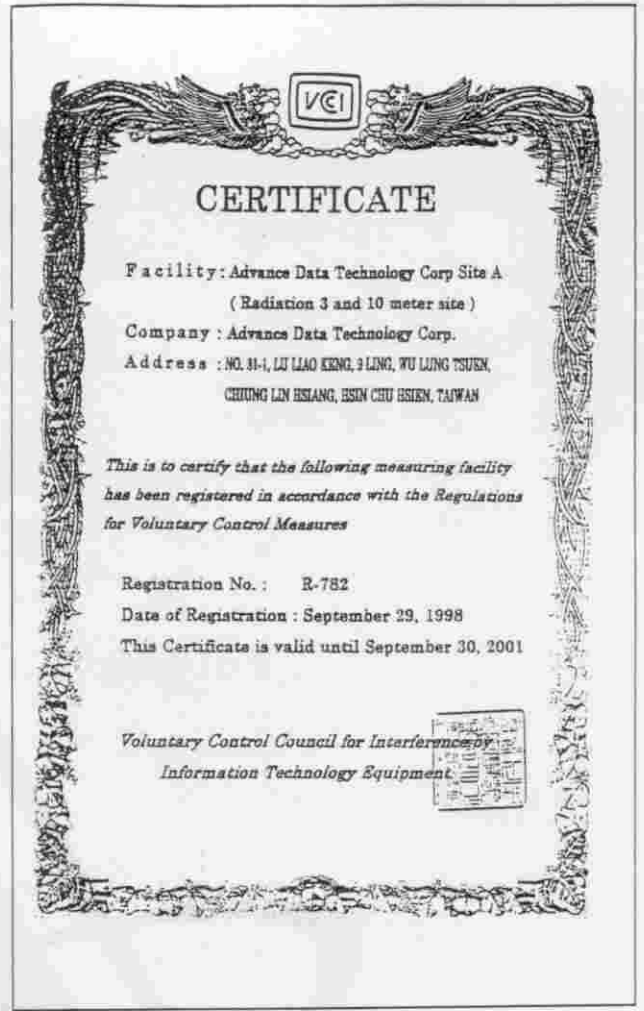 VCCI
CERTIFICATE
Facility : Advance Data Technology Corp Site A
( Radiation 3 and 10 meter site )
Company : Advance Data Technology Corp.
Address : NO. 81-1, LU LIAO KENG, 9 LING, WU LUNG TSUEN,
CHIUNG LIN HSIANG, HSIN CHU HSIEN, TAIWAN
This is to certify that the following measuring facility
has been registered in accordance with the Regulations
for Voluntary Control Measures
Registration No. : R-782
Date of Registration : September 29, 1998
This Certificate is valid until September 30, 2001
Voluntary Control Council for Interference by
Information Technology Equipment